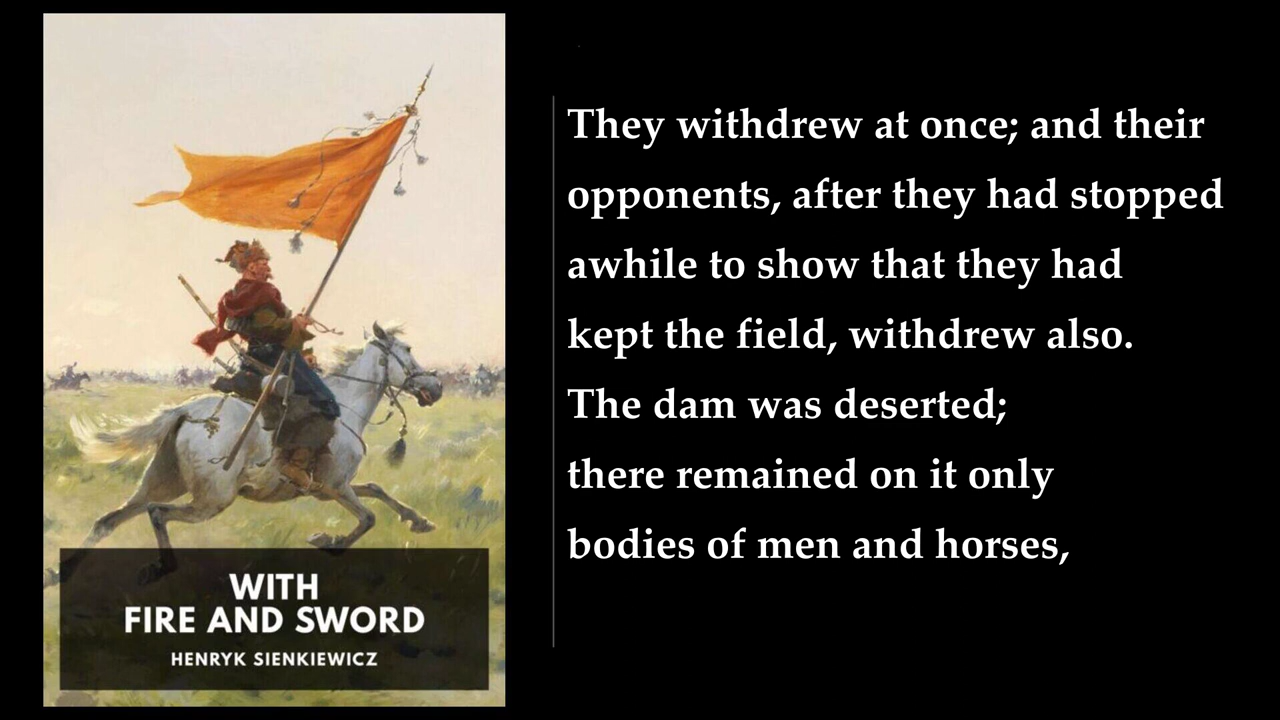 WITH
FIRE AND SWORD
HENRYK SIENKIEWICZ
They withdrew at once; and their
opponents, after they had stopped
awhile to show that they had
kept the field, withdrew also.
The dam was deserted;
there remained on it only
bodies of men and horses,